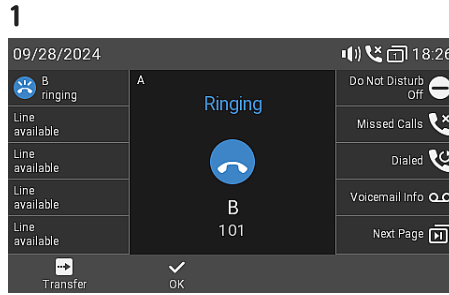 1
09/28/2024
1
18:26
B
ringing
Line
available
Line
available
Line
available
Line
available
A
Ringing
B
101
Do Not Disturb
Off
Missed Calls
Dialed
Voicemail Info
Next Page
Transfer
OK